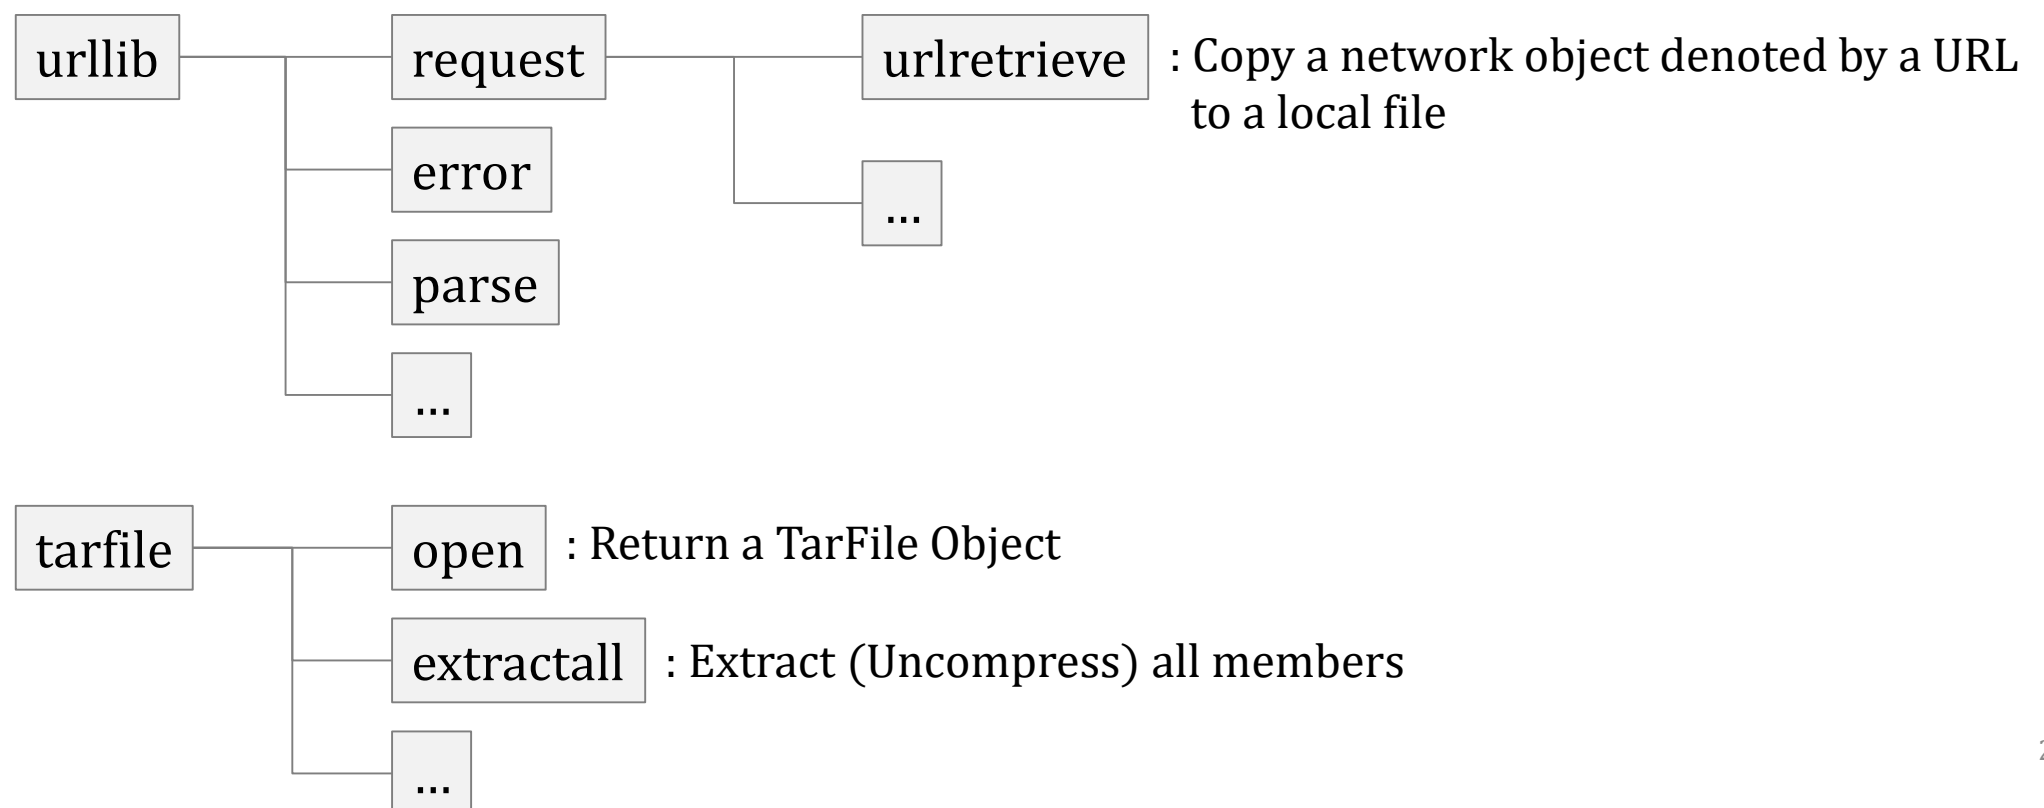 urllib
request
urlretrieve
: Copy a network object denoted by a URL
to a local file
error
...
parse
...
tarfile
open
: Return a TarFile Object
extractall
: Extract (Uncompress) all members
...